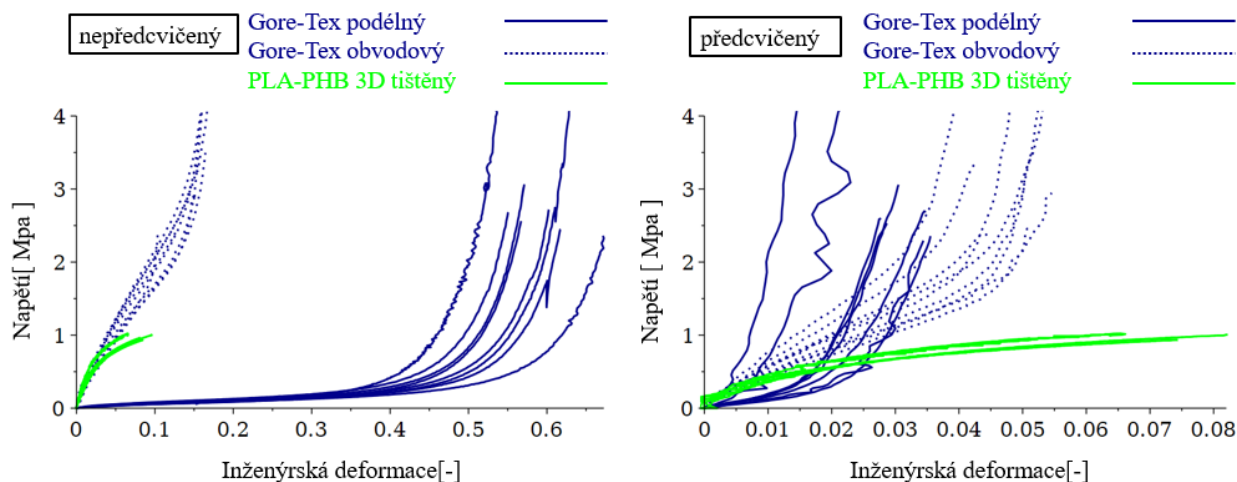 nepředcvičený
Gore-Tex podélný
Gore-Tex obvodový
PLA-PHB 3D tištěný
4
3
2
1
0
0
0.1
0.2
0.3
0.4
0.5
0.6
Napětí[ Mpa ]
Inženýrská deformace[-]
předcvičený
Gore-Tex podélný
Gore-Tex obvodový
PLA-PHB 3D tištěný
4
3
2
1
0
0
0.01
0.02
0.03
0.04
0.05
0.06
0.07
0.08
Napětí [ Mpa ]
Inženýrská deformace[-]